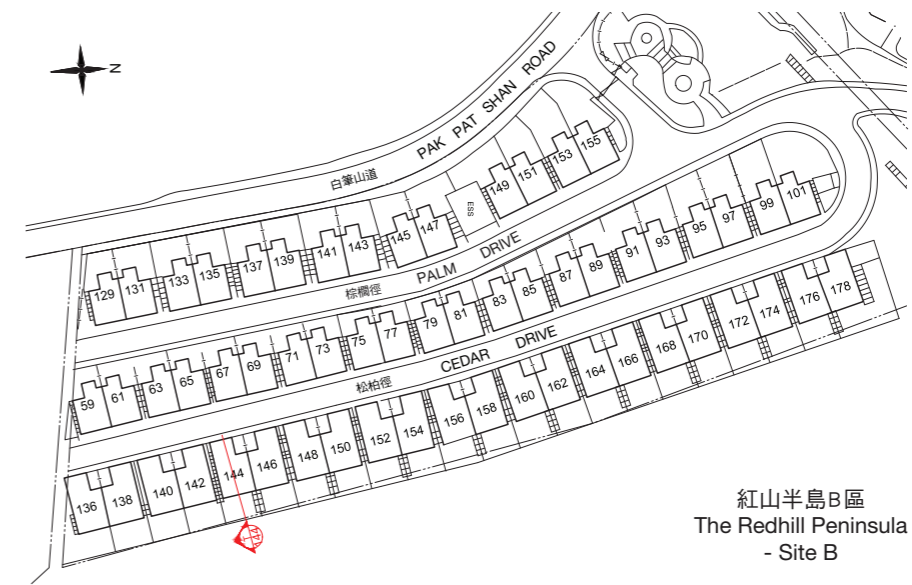 N
白筆山道
PAK PAT SHAN ROAD
129 131 133 135 137 139 141 143 145 147 ESS 149 151 153 155
棕櫚徑 PALM DRIVE
59 61 63 65 67 69 71 73 75 77 79 81 83 85 87 89 91 93 95 97 99 101
松柏徑 CEDAR DRIVE
136 138 140 142 144 146 148 150 152 154 156 158 160 162 164 166 168 170 172 174 176 178
144
紅山半島B區
The Redhill Peninsula
- Site B